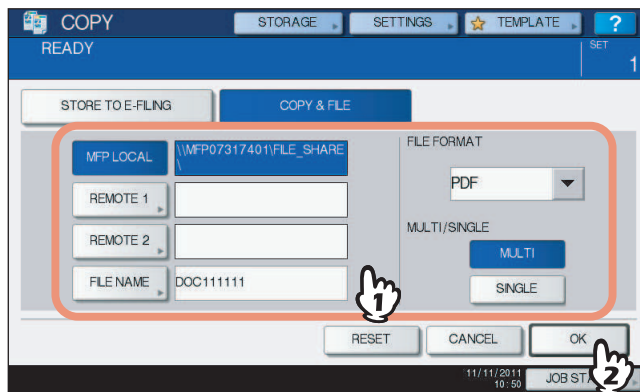 COPY
STORAGE
SETTINGS
TEMPLATE
?
READY
SET
1
STORE TO E-FILING
COPY & FILE
MFP LOCAL
\\MFP07317401\FILE_SHARE
\
REMOTE 1
REMOTE 2
FILE NAME
DOC111111
FILE FORMAT
PDF
MULTI/SINGLE
MULTI
SINGLE
1
RESET
CANCEL
OK
2
11/11/2011
10:50
JOB ST